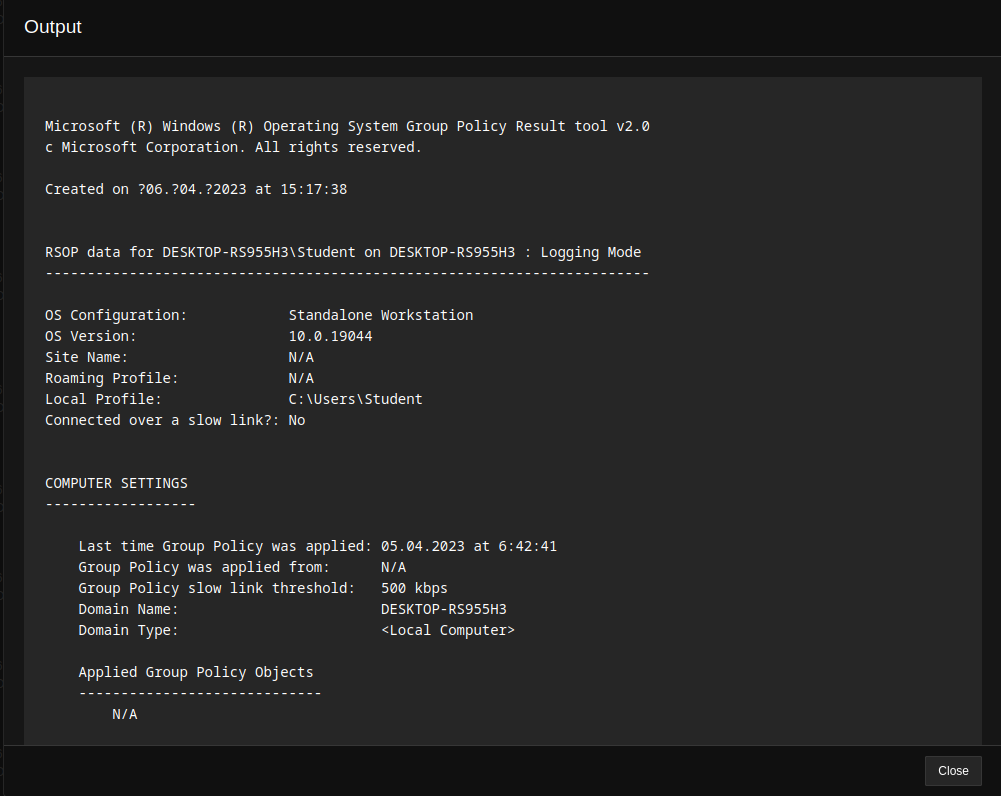 Output
Microsoft (R) Windows (R) Operating System Group Policy Result tool v2.0
c Microsoft Corporation. All rights reserved.
Created on ?06.?04.?2023 at 15:17:38
RSOP data for DESKTOP-RS955H3\Student on DESKTOP-RS955H3 : Logging Mode
------------------------------------------------------------------------
OS Configuration:            Standalone Workstation
OS Version:                  10.0.19044
Site Name:                   N/A
Roaming Profile:             N/A
Local Profile:               C:\Users\Student
Connected over a slow link?: No
COMPUTER SETTINGS
------------------
    Last time Group Policy was applied: 05.04.2023 at 6:42:41
    Group Policy was applied from:      N/A
    Group Policy slow link threshold:   500 kbps
    Domain Name:                        DESKTOP-RS955H3
    Domain Type:                        <Local Computer>
    Applied Group Policy Objects
    -----------------------------
        N/A
Close